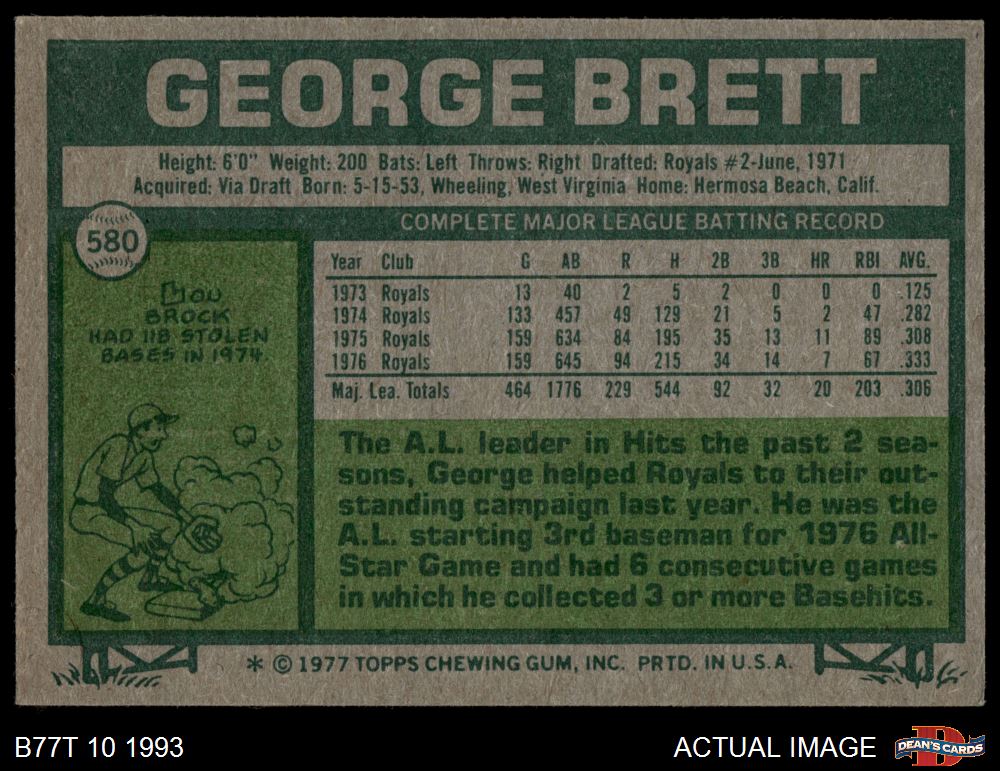 GEORGE BRETT
Height: 6'0" Weight: 200 Bats: Left Throws: Right Drafted: Royals #2-June, 1971
Acquired: Via Draft Born: 5-15-53, Wheeling, West Virginia Home: Hermosa Beach, Calif.
COMPLETE MAJOR LEAGUE BATTING RECORD
580
LOU
BROCK
HAD 118 STOLEN
BASES IN 1974.
Year Club G AB R H 2B 3B HR RBI AVG.
1973 Royals 13 40 2 5 2 0 0 0 .125
1974 Royals 133 457 49 129 21 5 2 47 .282
1975 Royals 159 634 84 195 35 13 11 89 .308
1976 Royals 159 645 94 215 34 14 7 67 .333
Maj. Lea. Totals 464 1776 229 544 92 32 20 203 .306
The A.L. leader in Hits the past 2 sea-
sons, George helped Royals to their out-
standing campaign last year. He was the
A.L. starting 3rd baseman for 1976 All-
Star Game and had 6 consecutive games
in which he collected 3 or more Basehits.
* © 1977 TOPPS CHEWING GUM, INC. PRTD. IN U.S.A.
B77T 10 1993
ACTUAL IMAGE
DEAN'S CARDS